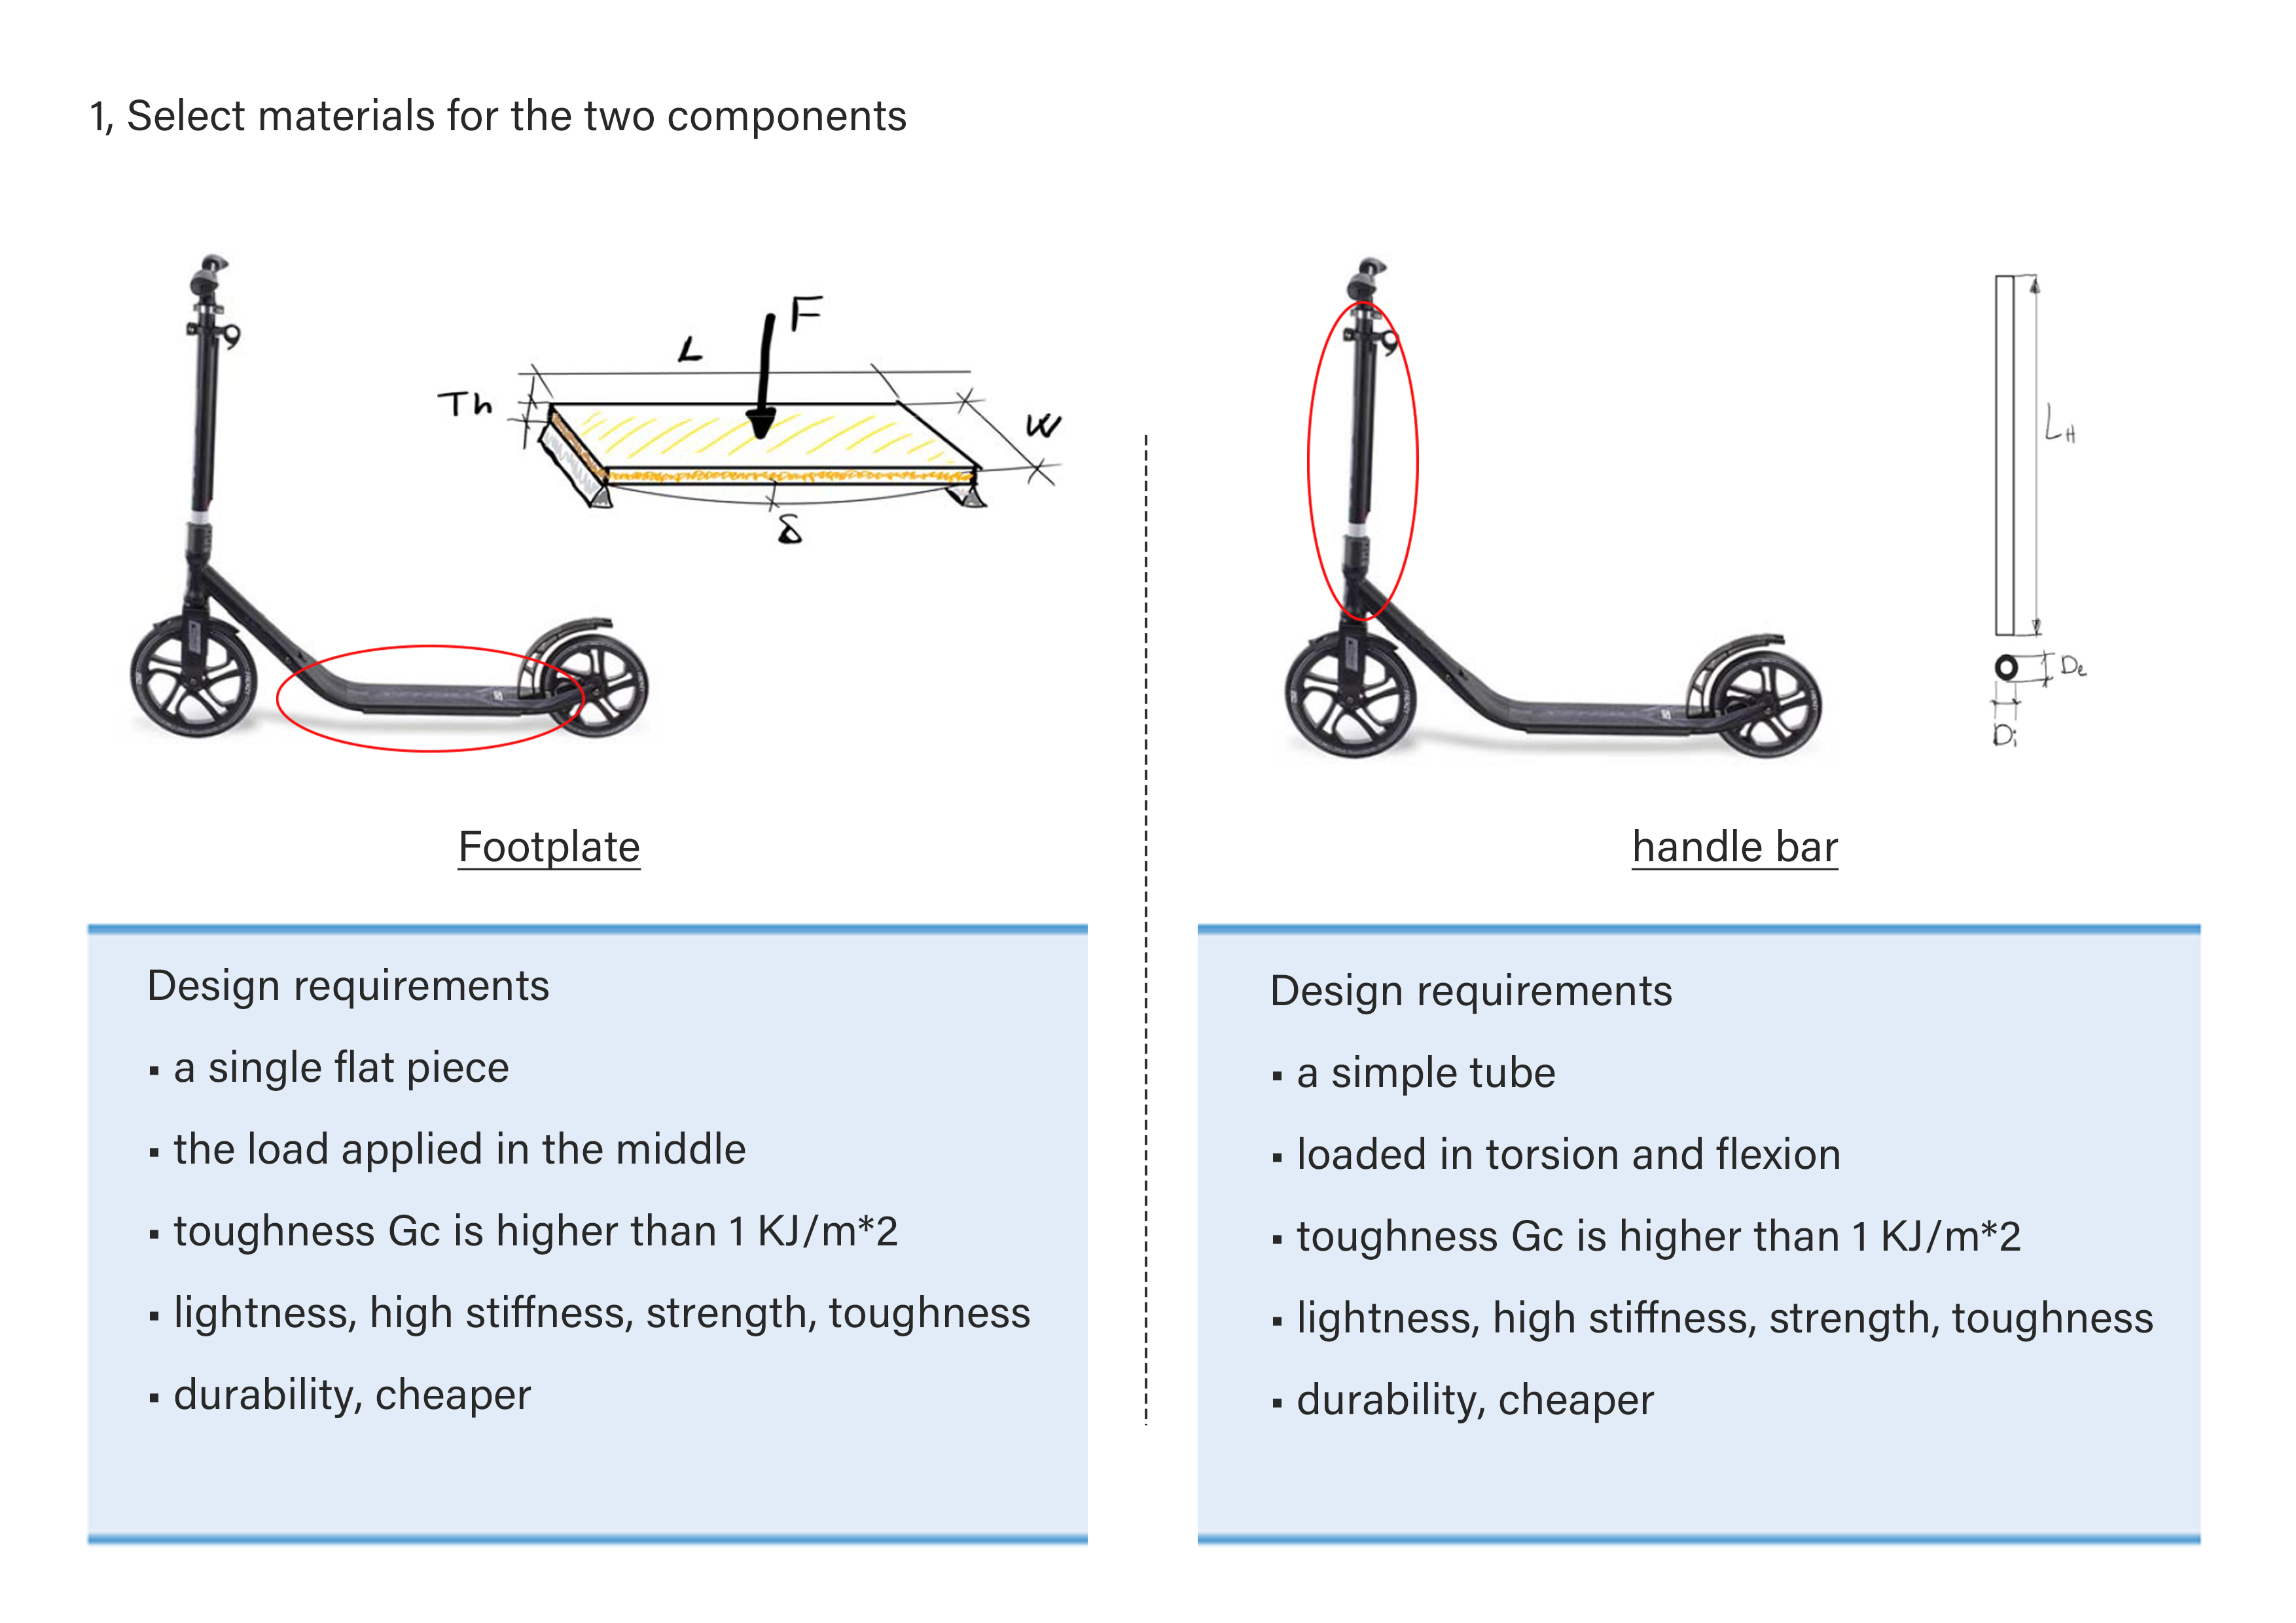 1, Select materials for the two components
F
L
Th
W
δ
LH
De
Di
Footplate
handle bar
Design requirements
▪ a single flat piece
▪ the load applied in the middle
▪ toughness Gc is higher than 1 KJ/m*2
▪ lightness, high stiffness, strength, toughness
▪ durability, cheaper
Design requirements
▪ a simple tube
▪ loaded in torsion and flexion
▪ toughness Gc is higher than 1 KJ/m*2
▪ lightness, high stiffness, strength, toughness
▪ durability, cheaper